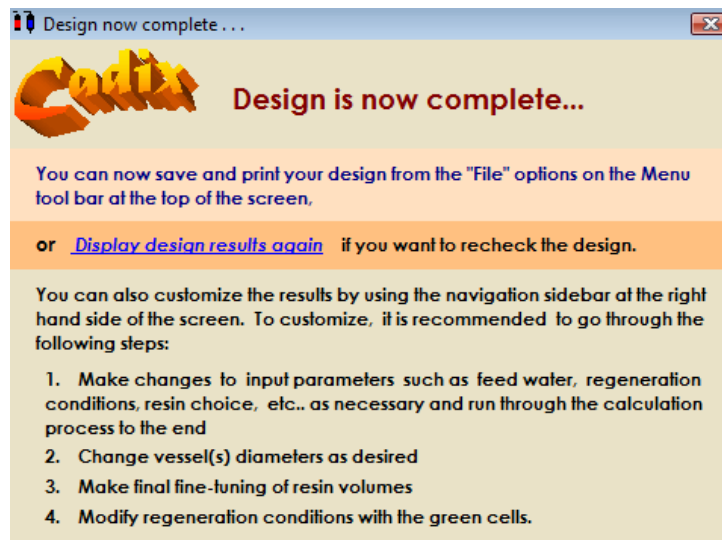 Design now complete . . .
Cadix
Design is now complete...
You can now save and print your design from the "File" options on the Menu
tool bar at the top of the screen,
or Display design results again if you want to recheck the design.
You can also customize the results by using the navigation sidebar at the right
hand side of the screen. To customize, it is recommended to go through the
following steps:
1. Make changes to input parameters such as feed water, regeneration
conditions, resin choice, etc.. as necessary and run through the calculation
process to the end
2. Change vessel(s) diameters as desired
3. Make final fine-tuning of resin volumes
4. Modify regeneration conditions with the green cells.